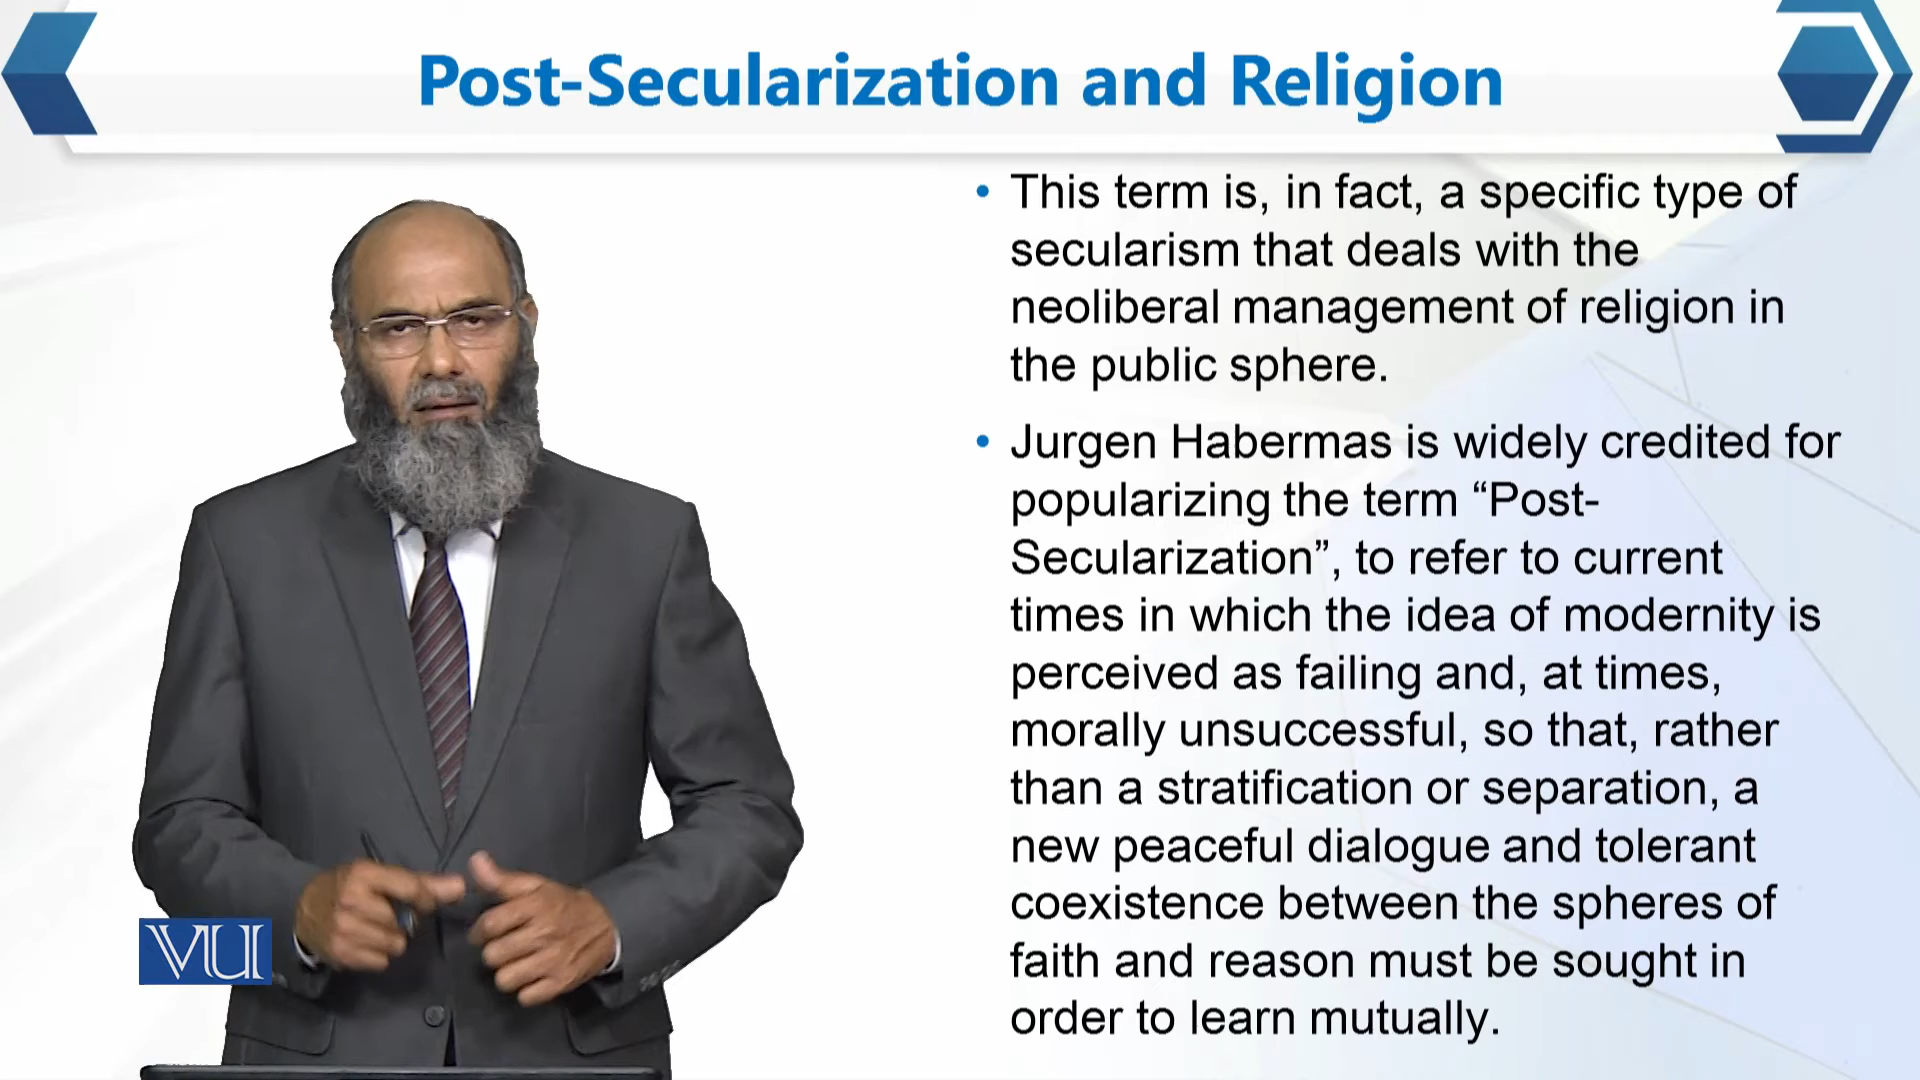 Post-Secularization and Religion
• This term is, in fact, a specific type of
secularism that deals with the
neoliberal management of religion in
the public sphere.
• Jurgen Habermas is widely credited for
popularizing the term “Post-
Secularization”, to refer to current
times in which the idea of modernity is
perceived as failing and, at times,
morally unsuccessful, so that, rather
than a stratification or separation, a
new peaceful dialogue and tolerant
coexistence between the spheres of
faith and reason must be sought in
order to learn mutually.
VU